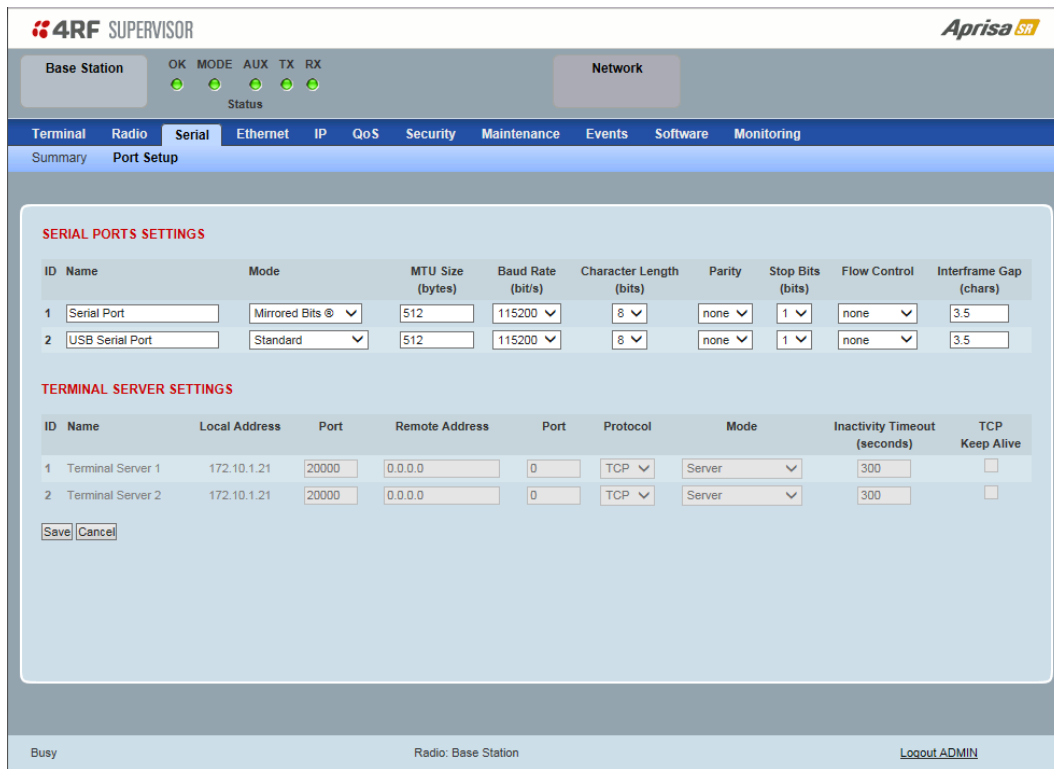 4RF SUPERVISOR
Aprisa SR
Base Station
OK MODE AUX TX RX
Status
Network
Terminal Radio Serial Ethernet IP QoS Security Maintenance Events Software Monitoring
Summary Port Setup
SERIAL PORTS SETTINGS
ID Name Mode MTU Size (bytes) Baud Rate (bit/s) Character Length (bits) Parity Stop Bits (bits) Flow Control Interframe Gap (chars)
1 Serial Port Mirrored Bits ® 512 115200 8 none 1 none 3.5
2 USB Serial Port Standard 512 115200 8 none 1 none 3.5
TERMINAL SERVER SETTINGS
ID Name Local Address Port Remote Address Port Protocol Mode Inactivity Timeout (seconds) TCP Keep Alive
1 Terminal Server 1 172.10.1.21 20000 0.0.0.0 0 TCP Server 300
2 Terminal Server 2 172.10.1.21 20000 0.0.0.0 0 TCP Server 300
Save Cancel
Busy Radio: Base Station Logout ADMIN